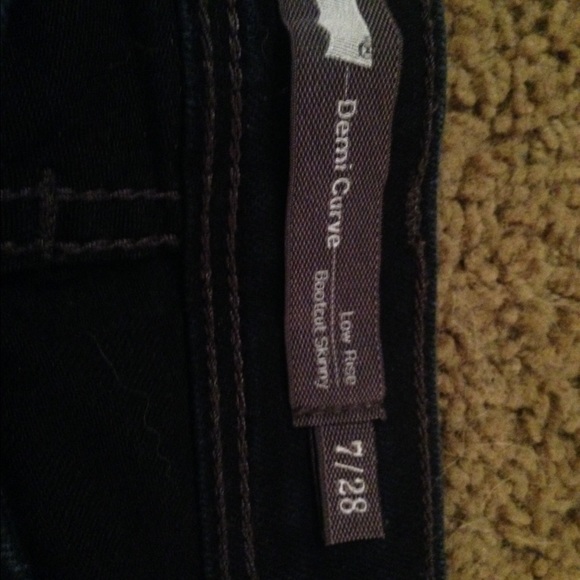 Demi Curve
Low Rise
Bootcut Skinny
7/28